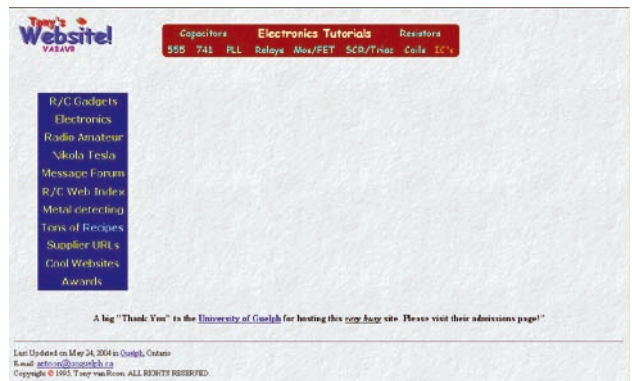 Tony's
Website!
VA3AVR
Capacitors Electronics Tutorials Resistors
555 741 PLL Relays Mos/FET SCR/Triac Coils IC's
R/C Gadgets
Electronics
Radio Amateur
Nikola Tesla
Message Forum
R/C Web Index
Metal detecting
Tons of Recipes
Supplier URLs
Cool Websites
Awards
A big "Thank You" to the University of Guelph for hosting this very busy site. Please visit their admissions page!"
Last Updated on May 24, 2004 in Guelph, Ontario
E-mail:
Copyright © 1995, Tony van Roon. ALL RIGHTS RESERVED.